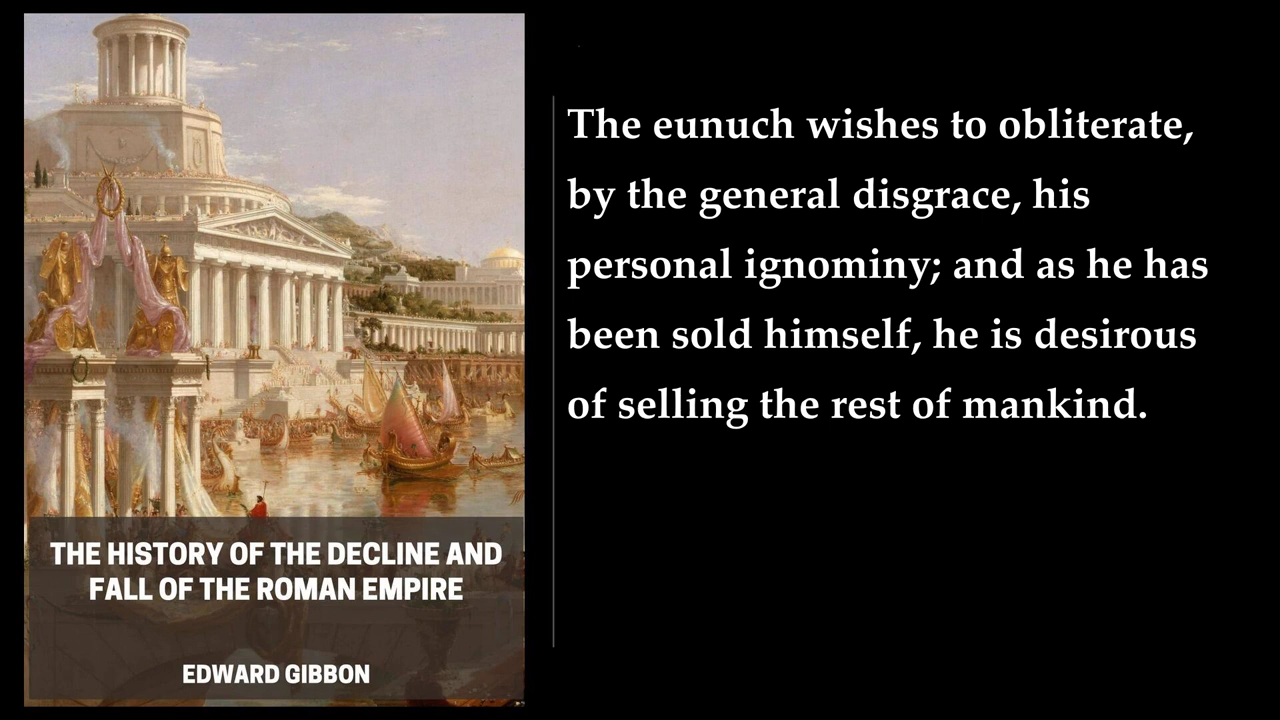 The eunuch wishes to obliterate,
by the general disgrace, his
personal ignominy; and as he has
been sold himself, he is desirous
of selling the rest of mankind.
THE HISTORY OF THE DECLINE AND
FALL OF THE ROMAN EMPIRE
EDWARD GIBBON